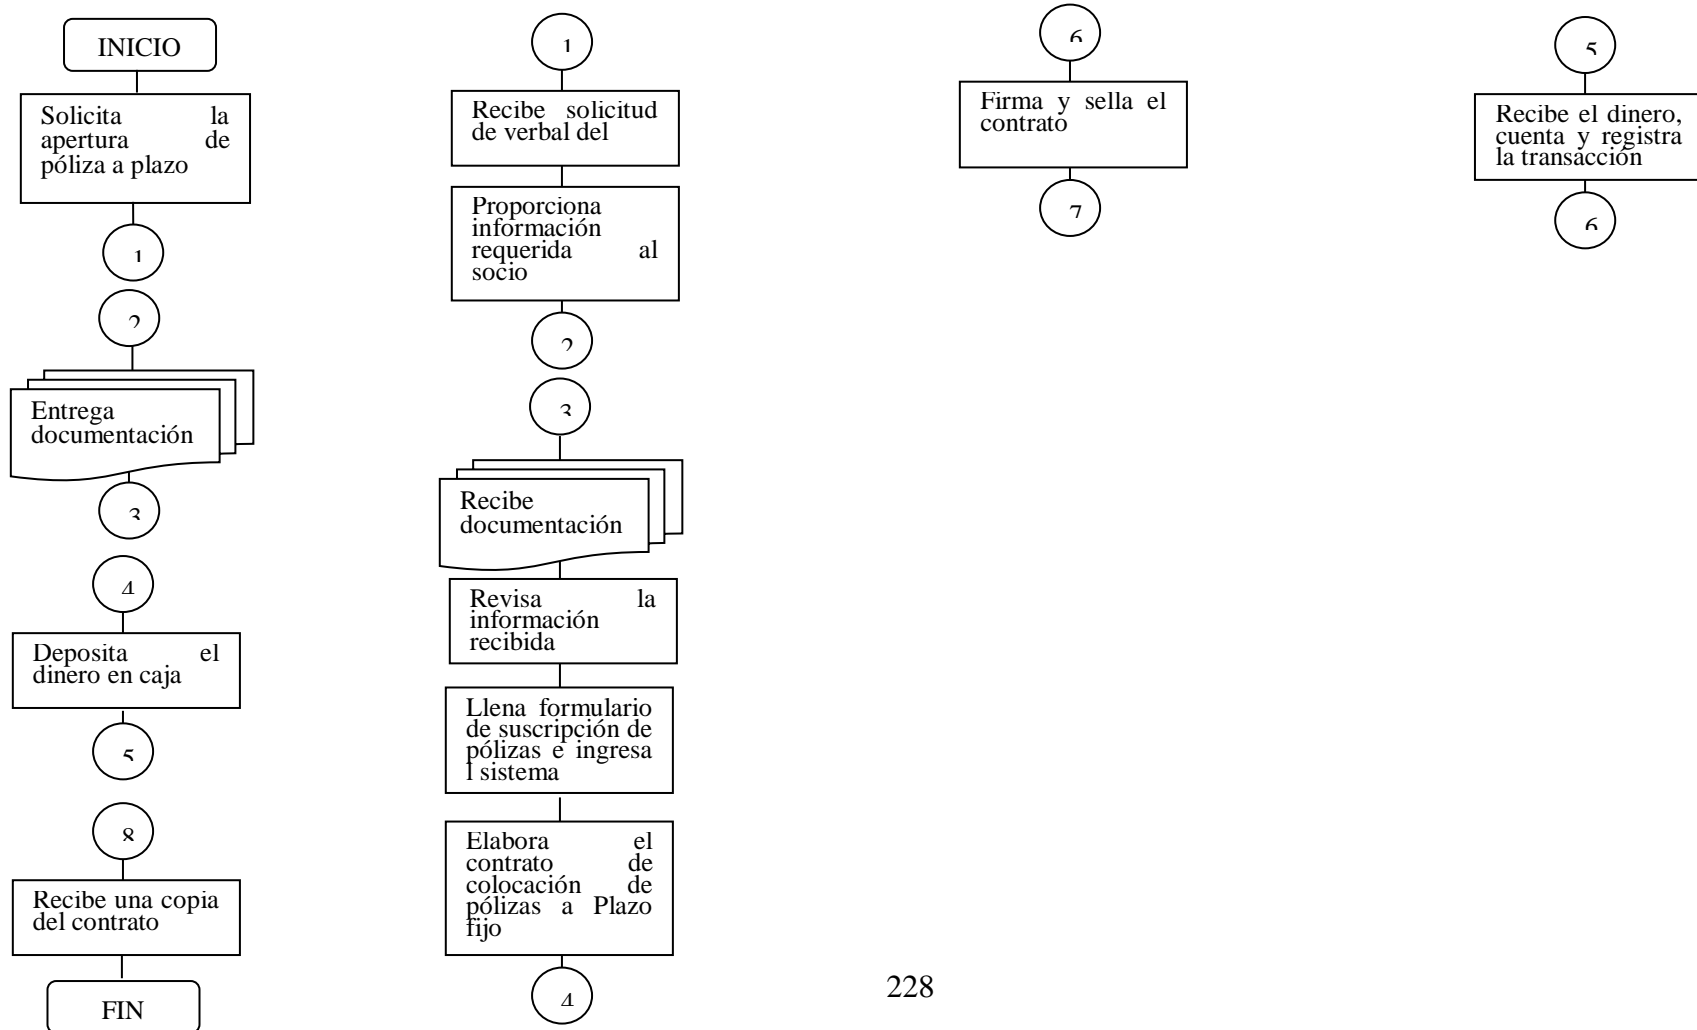 INICIO
Solicita la
apertura de
póliza a plazo
1
2
Entrega
documentación
3
4
Deposita el
dinero en caja
5
8
Recibe una copia
del contrato
FIN
1
Recibe solicitud
de verbal del
Proporciona
información
requerida al
socio
2
3
Recibe
documentación
Revisa la
información
recibida
Llena formulario
de suscripción de
pólizas e ingresa
l sistema
Elabora el
contrato de
colocación de
pólizas a Plazo
fijo
4
6
Firma y sella el
contrato
7
5
Recibe el dinero,
cuenta y registra
la transacción
6
228